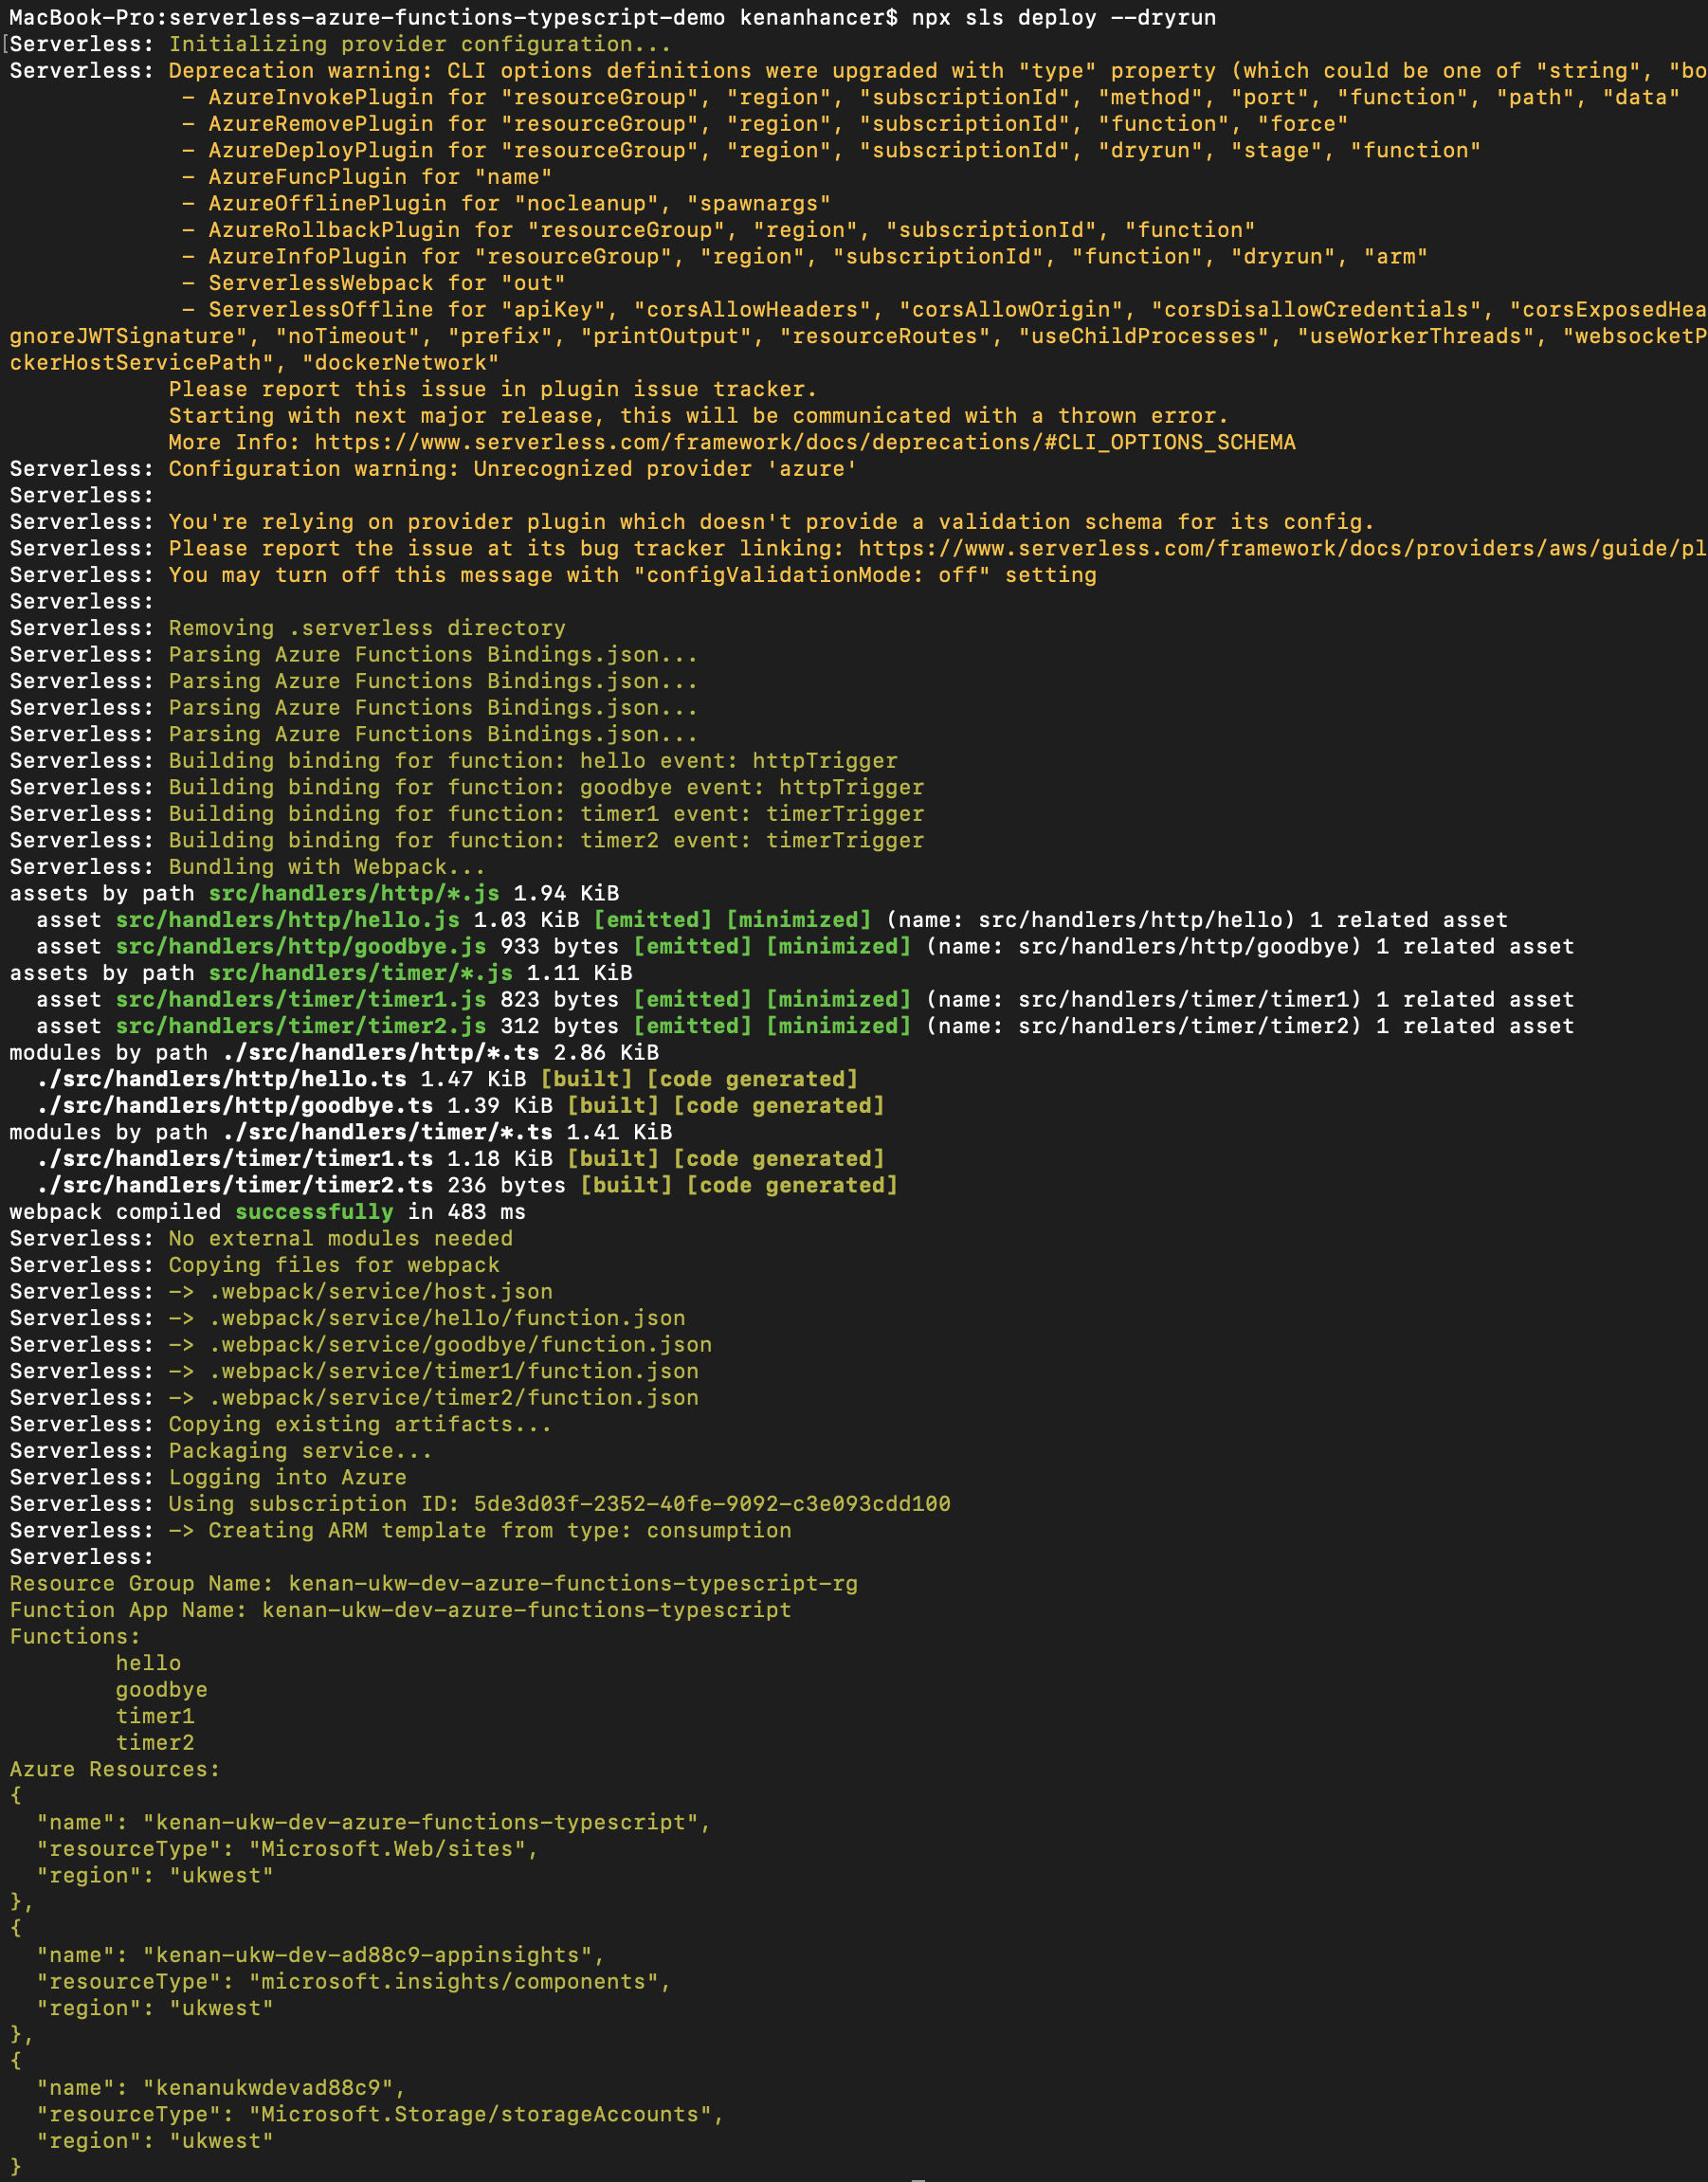 MacBook-Pro:serverless-azure-functions-typescript-demo kenanhancer$ npx sls deploy --dryrun
[Serverless: Initializing provider configuration...
Serverless: Deprecation warning: CLI options definitions were upgraded with "type" property (which could be one of "string", "bo
- AzureInvokePlugin for "resourceGroup", "region", "subscriptionId", "method", "port", "function", "path", "data"
- AzureRemovePlugin for "resourceGroup", "region", "subscriptionId", "function", "force"
- AzureDeployPlugin for "resourceGroup", "region", "subscriptionId", "dryrun", "stage", "function"
- AzureFuncPlugin for "name"
- AzureOfflinePlugin for "nocleanup", "spawnargs"
- AzureRollbackPlugin for "resourceGroup", "region", "subscriptionId", "function"
- AzureInfoPlugin for "resourceGroup", "region", "subscriptionId", "function", "dryrun", "arm"
- ServerlessWebpack for "out"
- ServerlessOffline for "apiKey", "corsAllowHeaders", "corsAllowOrigin", "corsDisallowCredentials", "corsExposedHea
gnoreJWTSignature", "noTimeout", "prefix", "printOutput", "resourceRoutes", "useChildProcesses", "useWorkerThreads", "websocketP
ckerHostServicePath", "dockerNetwork"
Please report this issue in plugin issue tracker.
Starting with next major release, this will be communicated with a thrown error.
More Info: https://www.serverless.com/framework/docs/deprecations/#CLI_OPTIONS_SCHEMA
Serverless: Configuration warning: Unrecognized provider 'azure'
Serverless:
Serverless: You're relying on provider plugin which doesn't provide a validation schema for its config.
Serverless: Please report the issue at its bug tracker linking: https://www.serverless.com/framework/docs/providers/aws/guide/pl
Serverless: You may turn off this message with "configValidationMode: off" setting
Serverless:
Serverless: Removing .serverless directory
Serverless: Parsing Azure Functions Bindings.json...
Serverless: Parsing Azure Functions Bindings.json...
Serverless: Parsing Azure Functions Bindings.json...
Serverless: Parsing Azure Functions Bindings.json...
Serverless: Building binding for function: hello event: httpTrigger
Serverless: Building binding for function: goodbye event: httpTrigger
Serverless: Building binding for function: timer1 event: timerTrigger
Serverless: Building binding for function: timer2 event: timerTrigger
Serverless: Bundling with Webpack...
assets by path src/handlers/http/*.js 1.94 KiB
asset src/handlers/http/hello.js 1.03 KiB [emitted] [minimized] (name: src/handlers/http/hello) 1 related asset
asset src/handlers/http/goodbye.js 933 bytes [emitted] [minimized] (name: src/handlers/http/goodbye) 1 related asset
assets by path src/handlers/timer/*.js 1.11 KiB
asset src/handlers/timer/timer1.js 823 bytes [emitted] [minimized] (name: src/handlers/timer/timer1) 1 related asset
asset src/handlers/timer/timer2.js 312 bytes [emitted] [minimized] (name: src/handlers/timer/timer2) 1 related asset
modules by path ./src/handlers/http/*.ts 2.86 KiB
./src/handlers/http/hello.ts 1.47 KiB [built] [code generated]
./src/handlers/http/goodbye.ts 1.39 KiB [built] [code generated]
modules by path ./src/handlers/timer/*.ts 1.41 KiB
./src/handlers/timer/timer1.ts 1.18 KiB [built] [code generated]
./src/handlers/timer/timer2.ts 236 bytes [built] [code generated]
webpack compiled successfully in 483 ms
Serverless: No external modules needed
Serverless: Copying files for webpack
Serverless: -> .webpack/service/host.json
Serverless: -> .webpack/service/hello/function.json
Serverless: -> .webpack/service/goodbye/function.json
Serverless: -> .webpack/service/timer1/function.json
Serverless: -> .webpack/service/timer2/function.json
Serverless: Copying existing artifacts...
Serverless: Packaging service...
Serverless: Logging into Azure
Serverless: Using subscription ID: 5de3d03f-2352-40fe-9092-c3e093cdd100
Serverless: -> Creating ARM template from type: consumption
Serverless:
Resource Group Name: kenan-ukw-dev-azure-functions-typescript-rg
Function App Name: kenan-ukw-dev-azure-functions-typescript
Functions:
hello
goodbye
timer1
timer2
Azure Resources:
{
"name": "kenan-ukw-dev-azure-functions-typescript",
"resourceType": "Microsoft.Web/sites",
"region": "ukwest"
},
{
"name": "kenan-ukw-dev-ad88c9-appinsights",
"resourceType": "microsoft.insights/components",
"region": "ukwest"
},
{
"name": "kenanukwdevad88c9",
"resourceType": "Microsoft.Storage/storageAccounts",
"region": "ukwest"
}